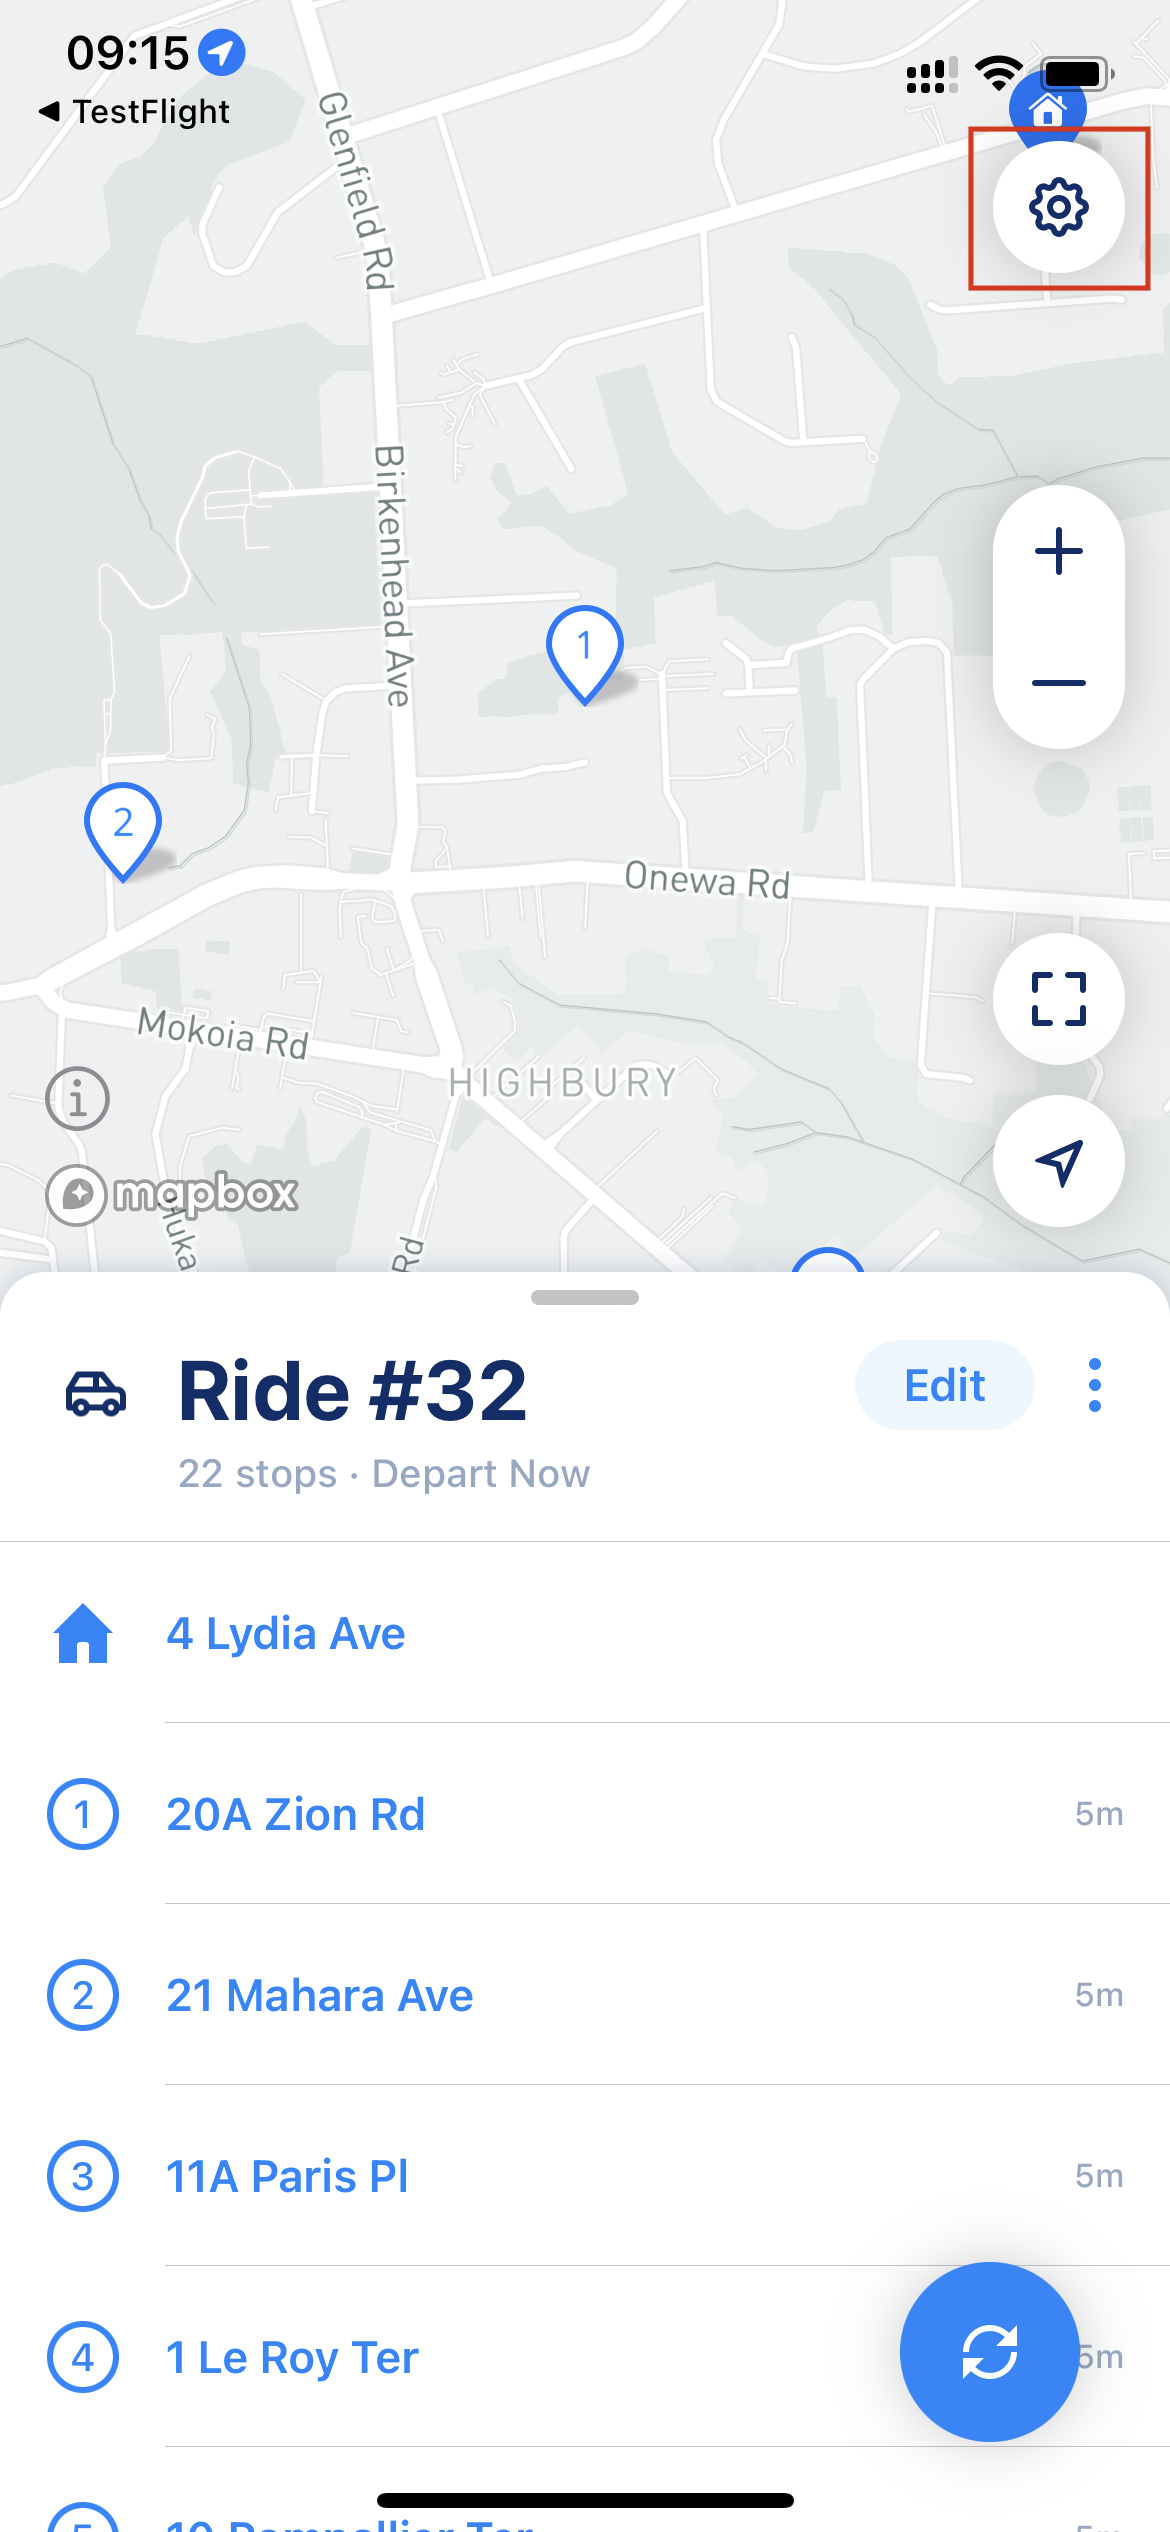 09:15
TestFlight
Glenfield Rd
Birkenhead Ave
1
2
Onewa Rd
Mokoia Rd
HIGHBURY
mapbox
Huka
Rd
Ride #32
Edit
22 stops · Depart Now
4 Lydia Ave
1 20A Zion Rd 5m
2 21 Mahara Ave 5m
3 11A Paris Pl 5m
4 1 Le Roy Ter 5m